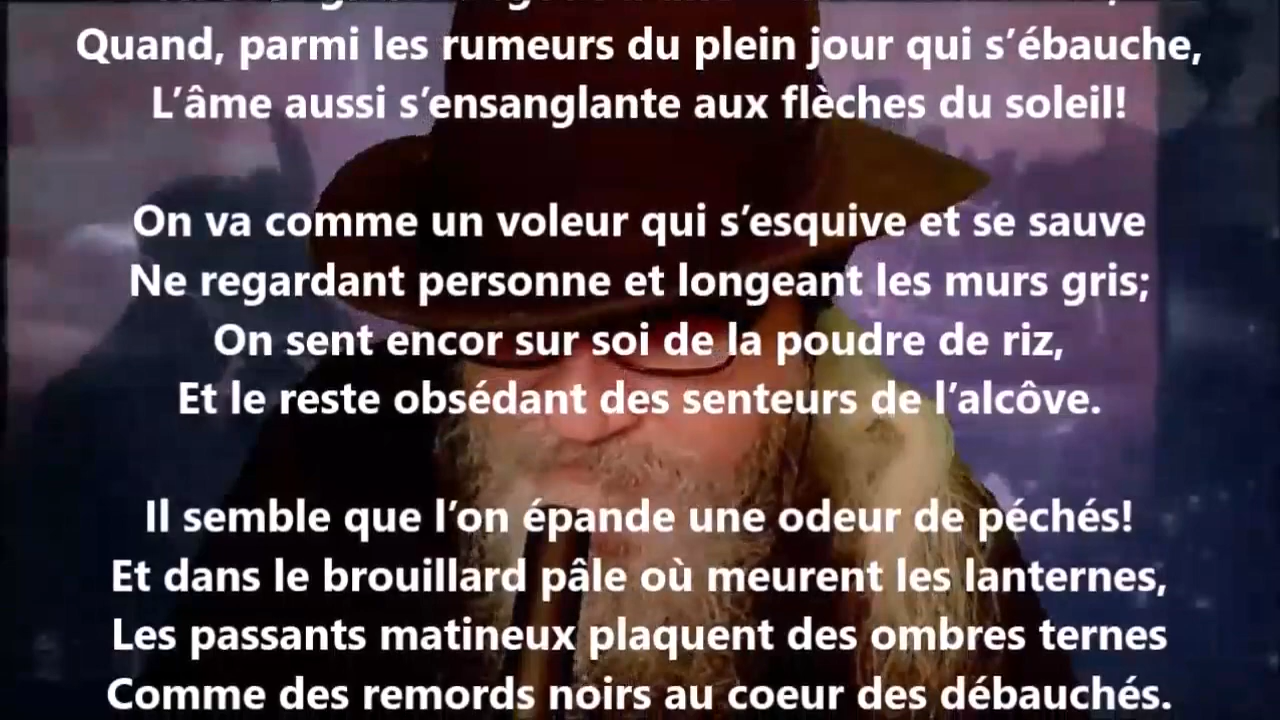 Quand, parmi les rumeurs du plein jour qui s’ébauche,
L’âme aussi s’ensanglante aux flèches du soleil!
On va comme un voleur qui s’esquive et se sauve
Ne regardant personne et longeant les murs gris;
On sent encor sur soi de la poudre de riz,
Et le reste obsédant des senteurs de l’alcôve.
Il semble que l’on épande une odeur de péchés!
Et dans le brouillard pâle où meurent les lanternes,
Les passants matineux plaquent des ombres ternes
Comme des remords noirs au coeur des débauchés.